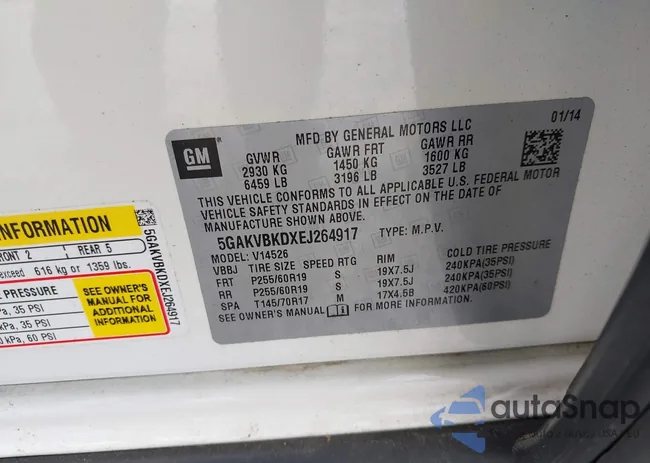 MFD BY GENERAL MOTORS LLC
01/14
GM
GVWR GAWR FRT GAWR RR
2930 KG 1450 KG 1600 KG
6459 LB 3196 LB 3527 LB
THIS VEHICLE CONFORMS TO ALL APPLICABLE U.S. FEDERAL MOTOR
VEHICLE SAFETY STANDARDS IN EFFECT ON THE DATE OF
MANUFACTURE SHOWN ABOVE.
5GAKVBKDXEJ264917 TYPE: M.P.V.
MODEL: V14526
VBBJ TIRE SIZE SPEED RTG RIM COLD TIRE PRESSURE
FRT P255/60R19 S 19X7.5J 240KPA(35PSI)
RR P255/60R19 S 19X7.5J 240KPA(35PSI)
SPA T145/70R17 M 17X4.5B 420KPA(60PSI)
SEE OWNER'S MANUAL FOR MORE INFORMATION.
INFORMATION
FRONT 2 REAR 5
exceed 616 kg or 1359 lbs.
PRESSURE
kPa, 35 PSI
kPa, 35 PSI
kPa, 60 PSI
SEE OWNER'S
MANUAL FOR
ADDITIONAL
INFORMATION
5GAKVBKDXEJ264917
autoSnap